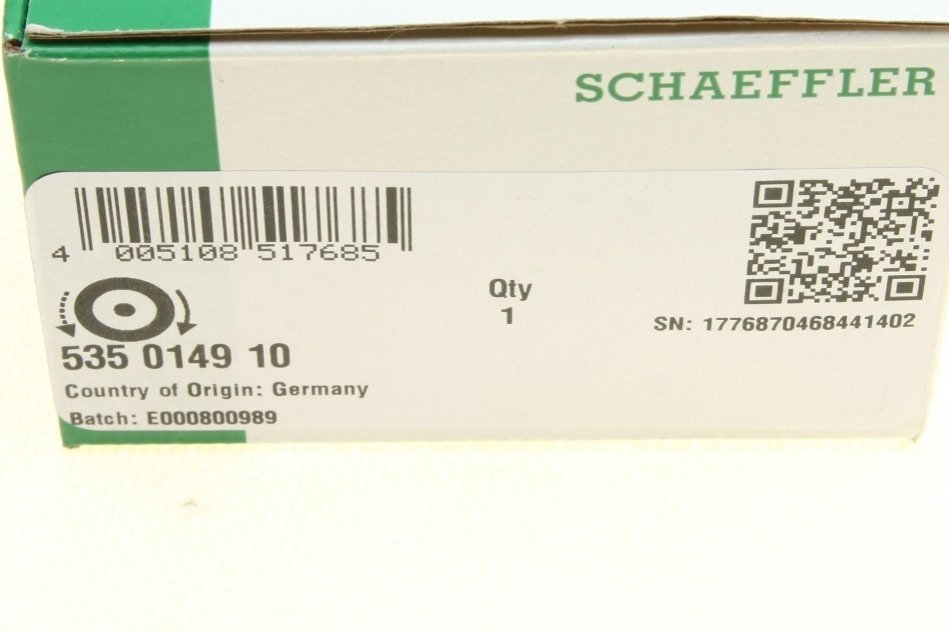 SCHAEFFLER
4 005108 517685
Qty
1
SN: 1776870468441402
535 0149 10
Country of Origin: Germany
Batch: E000800989